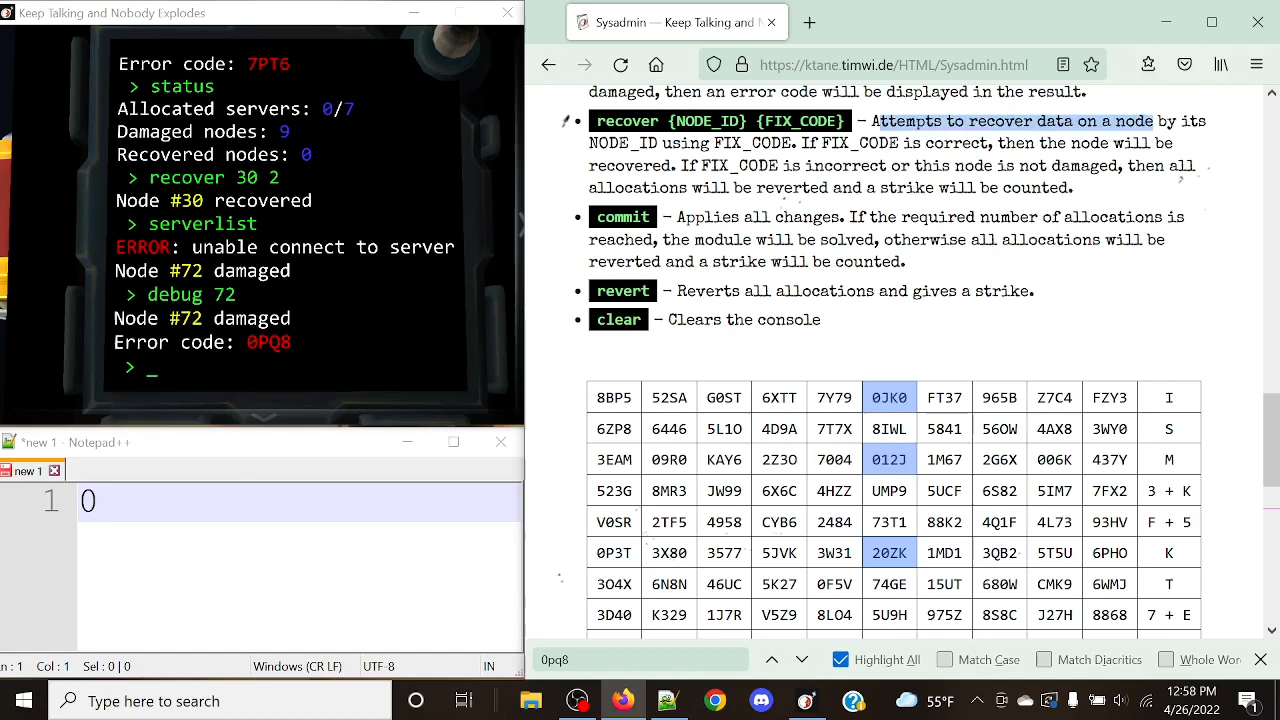 Keep Talking and Nobody Explodes
Error code: 7PT6
> status
Allocated servers: 0/7
Damaged nodes: 9
Recovered nodes: 0
> recover 30 2
Node #30 recovered
> serverlist
ERROR: unable connect to server
Node #72 damaged
> debug 72
Node #72 damaged
Error code: 0PQ8
> _
*new 1 - Notepad++
new 1
1 0
Ln : 1 Col : 1 Sel : 0 | 0 Windows (CR LF) UTF-8 IN
Sysadmin — Keep Talking and N
https://ktane.timwi.de/HTML/Sysadmin.html
damaged, then an error code will be displayed in the result.
• recover {NODE_ID} {FIX_CODE} – Attempts to recover data on a node by its
NODE_ID using FIX_CODE. If FIX_CODE is correct, then the node will be
recovered. If FIX_CODE is incorrect or this node is not damaged, then all
allocations will be reverted and a strike will be counted.
• commit – Applies all changes. If the required number of allocations is
reached, the module will be solved, otherwise all allocations will be
reverted and a strike will be counted.
• revert – Reverts all allocations and gives a strike.
• clear – Clears the console
8BP5 52SA G0ST 6XTT 7Y79 0JK0 FT37 965B Z7C4 FZY3 I
6ZP8 6446 5L1O 4D9A 7T7X 8IWL 5841 56OW 4AX8 3WY0 S
3EAM 09R0 KAY6 2Z3O 7004 012J 1M67 2G6X 006K 437Y M
523G 8MR3 JW99 6X6C 4HZZ UMP9 5UCF 6S82 5IM7 7FX2 3 + K
V0SR 2TF5 4958 CYB6 2484 73T1 88K2 4Q1F 4L73 93HV F + 5
0P3T 3X80 3577 5JVK 3W31 20ZK 1MD1 3QB2 5T5U 6PHO K
3O4X 6N8N 46UC 5K27 0F5V 74GE 15UT 680W CMK9 6WMJ T
3D40 K329 1J7R V5Z9 8LO4 5U9H 975Z 8S8C J27H 8868 7 + E
0pq8 Highlight All Match Case Match Diacritics Whole Wor
Type here to search
55°F
12:58 PM
4/26/2022